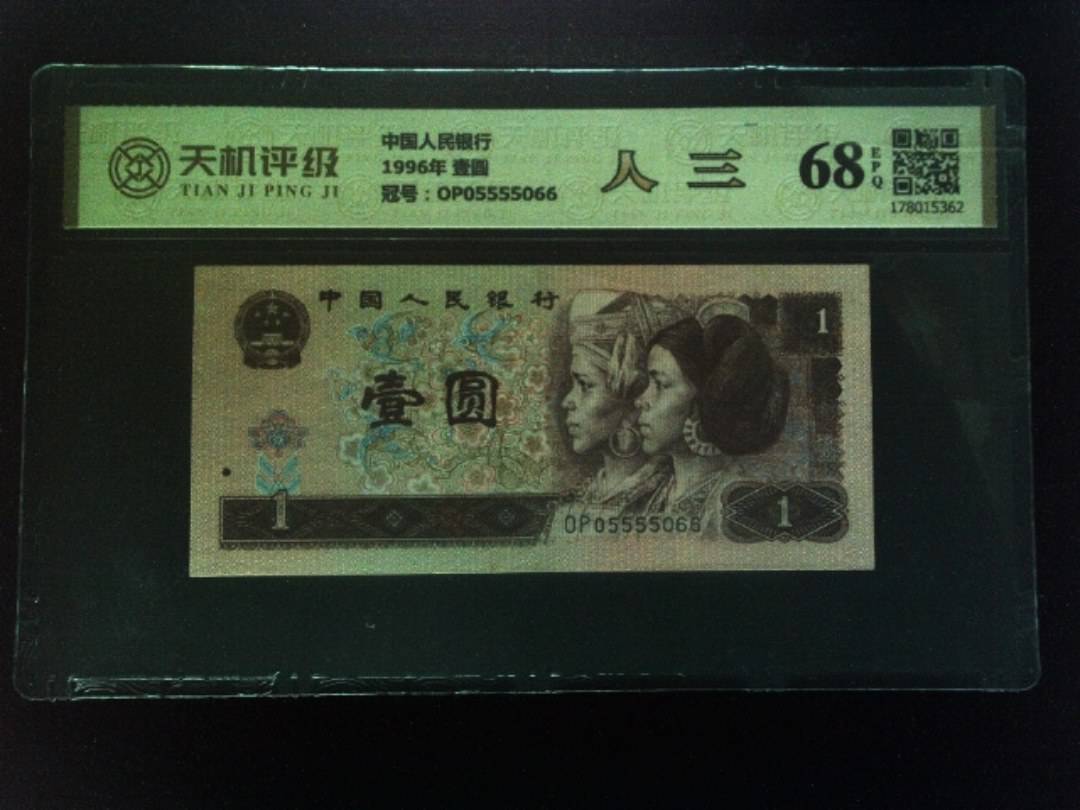 天机评级
TIAN JI PING JI
中国人民银行
1996年 壹圆
冠号：OP05555066
人 三
68
EPQ
178015362
中国人民银行
1
壹圆
1
OP05555066
1